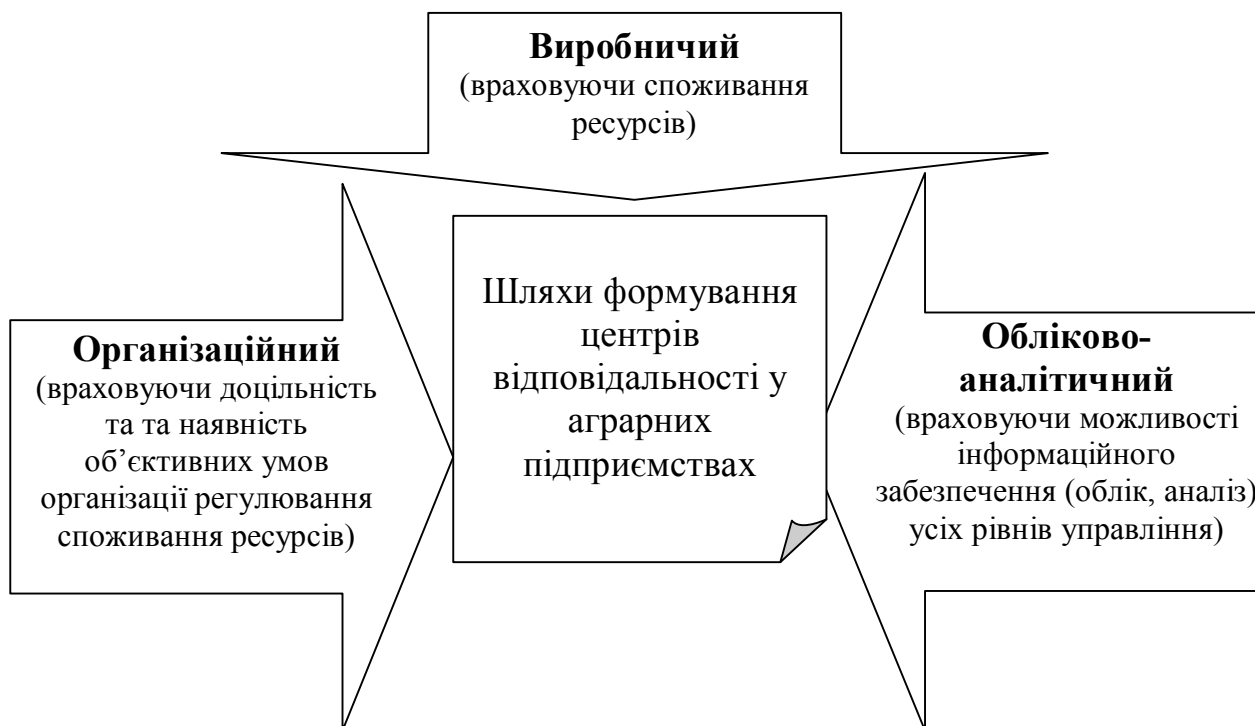 Виробничий
(враховуючи споживання
ресурсів)
Організаційний
(враховуючи доцільність
та та наявність
об’єктивних умов
організації регулювання
споживання ресурсів)
Шляхи формування
центрів
відповідальності у
аграрних
підприємствах
Обліково-
аналітичний
(враховуючи можливості
інформаційного
забезпечення (облік, аналіз)
усіх рівнів управління)